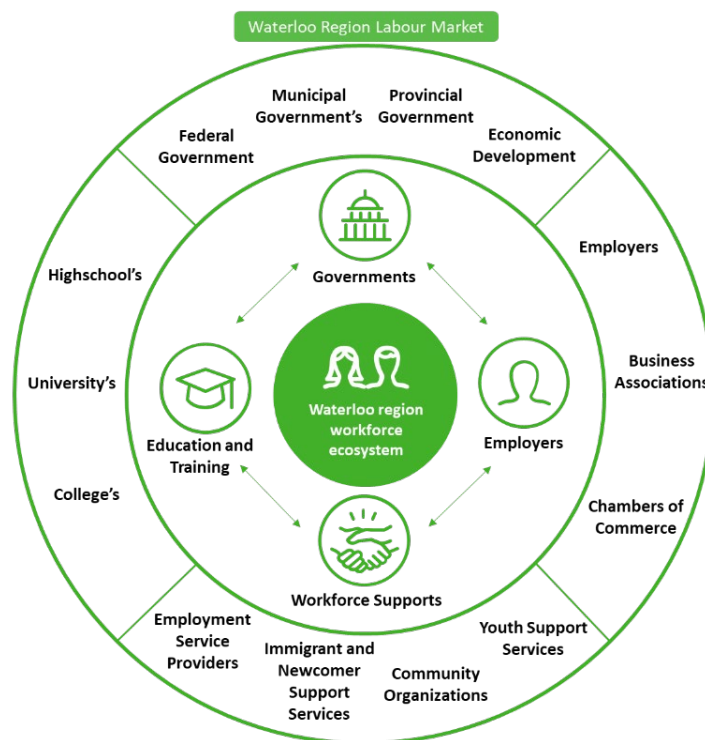 Waterloo Region Labour Market
Municipal
Government's
Provincial
Government
Federal
Government
Economic
Development
Highschool's
University's
College's
Employers
Business
Associations
Chambers of
Commerce
Governments
Education and
Training
Waterloo region
workforce
ecosystem
Employers
Workforce Supports
Employment
Service
Providers
Immigrant and
Newcomer
Support
Services
Community
Organizations
Youth Support
Services